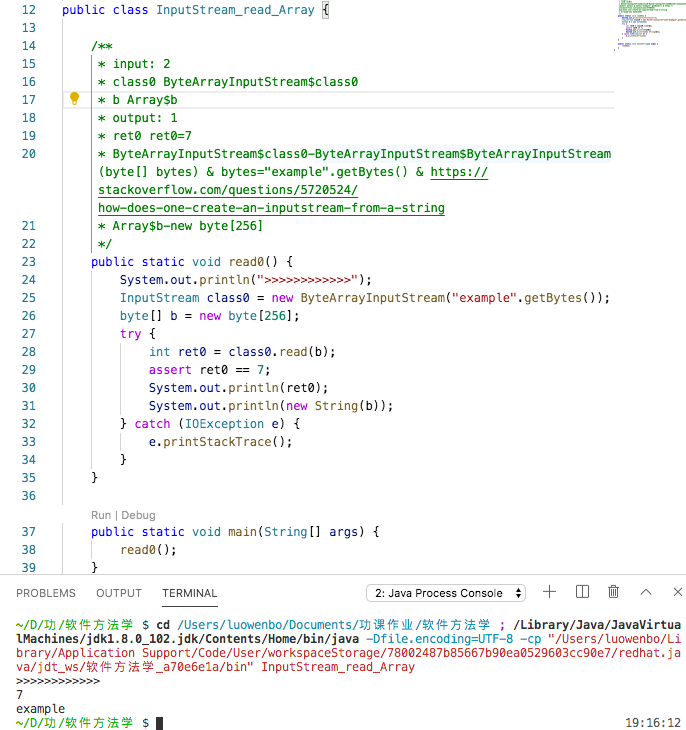 12 public class InputStream_read_Array {
13
14 /**
15 * input: 2
16 * class0 ByteArrayInputStream$class0
17 * b Array$b
18 * output: 1
19 * ret0 ret0=7
20 * ByteArrayInputStream$class0-ByteArrayInputStream$ByteArrayInputStream
(byte[] bytes) & bytes="example".getBytes() & https://
stackoverflow.com/questions/5720524/
how-does-one-create-an-inputstream-from-a-string
21 * Array$b-new byte[256]
22 */
23 public static void read0() {
24 System.out.println(">>>>>>>>>>>>");
25 InputStream class0 = new ByteArrayInputStream("example".getBytes());
26 byte[] b = new byte[256];
27 try {
28 int ret0 = class0.read(b);
29 assert ret0 == 7;
30 System.out.println(ret0);
31 System.out.println(new String(b));
32 } catch (IOException e) {
33 e.printStackTrace();
34 }
35 }
36
Run | Debug
37 public static void main(String[] args) {
38 read0();
39 }
PROBLEMS OUTPUT TERMINAL 2: Java Process Console
~/D/功/软件方法学 $ cd /Users/luowenbo/Documents/功课作业/软件方法学 ; /Library/Java/JavaVirtua
lMachines/jdk1.8.0_102.jdk/Contents/Home/bin/java -Dfile.encoding=UTF-8 -cp "/Users/luowenbo/Li
brary/Application Support/Code/User/workspaceStorage/78002487b85667b90ea0529603cc90e7/redhat.ja
va/jdt_ws/软件方法学_a70e6e1a/bin" InputStream_read_Array
>>>>>>>>>>>>
7
example
~/D/功/软件方法学 $ 19:16:12